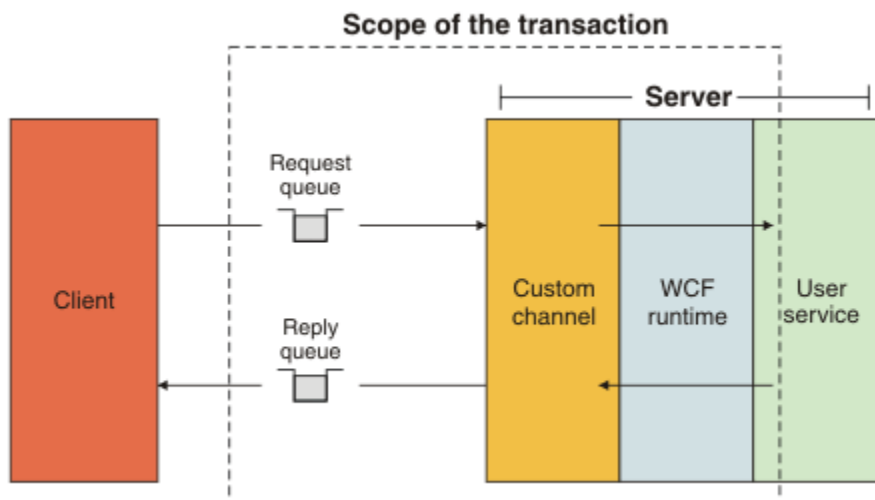 Scope of the transaction
Server
Request
queue
Client
Custom
channel
WCF
runtime
User
service
Reply
queue